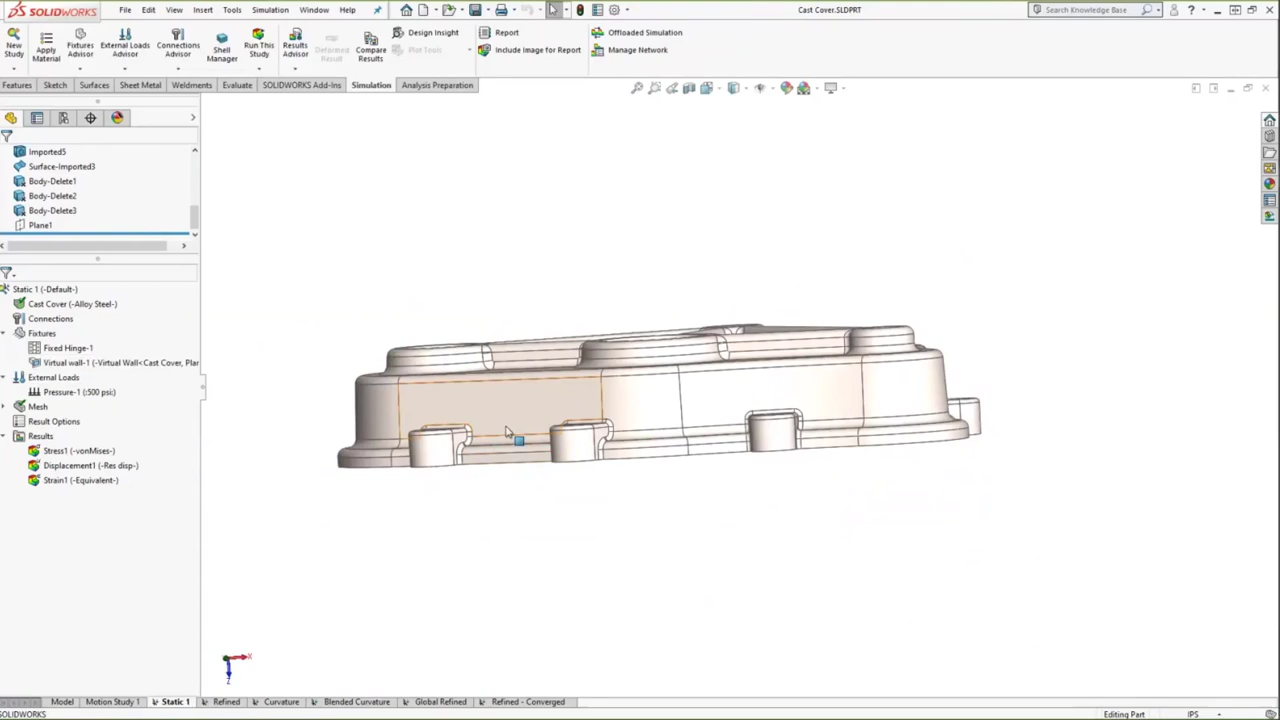 SOLIDWORKS File Edit View Insert Tools Simulation Window Help Cast Cover.SLDPRT Search Knowledge Base
New Study
Apply Material
Fixtures Advisor
External Loads Advisor
Connections Advisor
Shell Manager
Run This Study
Results Advisor
Deformed Result
Compare Results
Design Insight
Plot Tools
Report
Include Image for Report
Offloaded Simulation
Manage Network
Features Sketch Surfaces Sheet Metal Weldments Evaluate SOLIDWORKS Add-Ins Simulation Analysis Preparation
Imported5
Surface-Imported3
Body-Delete1
Body-Delete2
Body-Delete3
Plane1
Static 1 (-Default-)
Cast Cover (-Alloy Steel-)
Connections
Fixtures
Fixed Hinge-1
Virtual wall-1 (-Virtual Wall<Cast Cover, Plar
External Loads
Pressure-1 (:500 psi:)
Mesh
Result Options
Results
Stress1 (-vonMises-)
Displacement1 (-Res disp-)
Strain1 (-Equivalent-)
X
Z
Model Motion Study 1 Static 1 Refined Curvature Blended Curvature Global Refined Refined - Converged
SOLIDWORKS Editing Part IPS